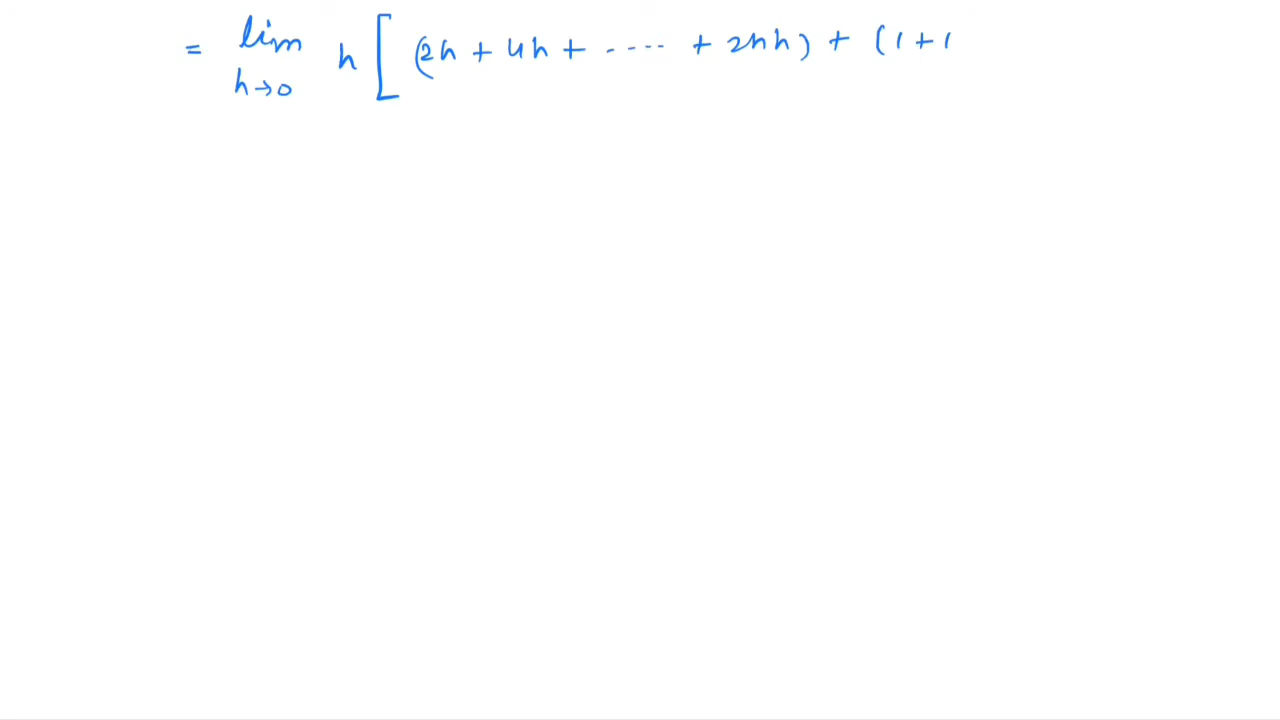 = lim h [ (2h + 4h + ..... + 2nh) + (1 + 1
h→0